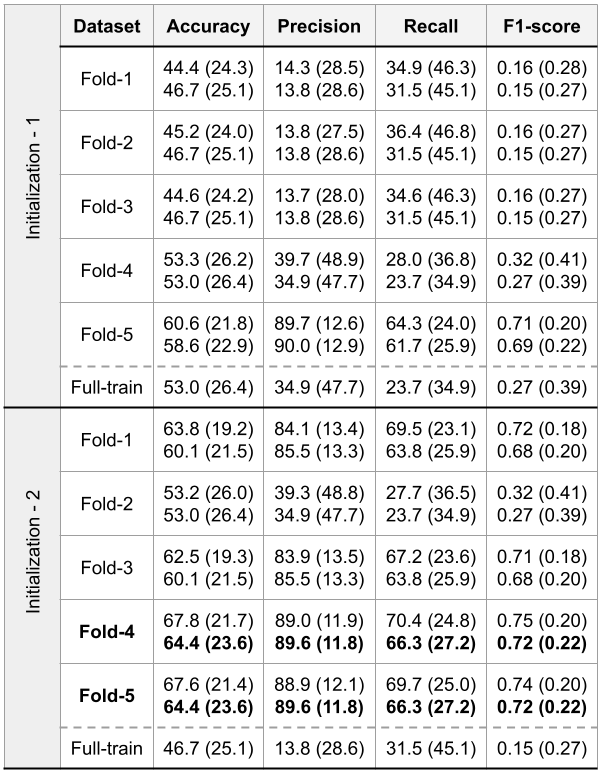 Dataset Accuracy Precision Recall F1-score
Initialization - 1
Fold-1
44.4 (24.3) 14.3 (28.5) 34.9 (46.3) 0.16 (0.28)
46.7 (25.1) 13.8 (28.6) 31.5 (45.1) 0.15 (0.27)
Fold-2
45.2 (24.0) 13.8 (27.5) 36.4 (46.8) 0.16 (0.27)
46.7 (25.1) 13.8 (28.6) 31.5 (45.1) 0.15 (0.27)
Fold-3
44.6 (24.2) 13.7 (28.0) 34.6 (46.3) 0.16 (0.27)
46.7 (25.1) 13.8 (28.6) 31.5 (45.1) 0.15 (0.27)
Fold-4
53.3 (26.2) 39.7 (48.9) 28.0 (36.8) 0.32 (0.41)
53.0 (26.4) 34.9 (47.7) 23.7 (34.9) 0.27 (0.39)
Fold-5
60.6 (21.8) 89.7 (12.6) 64.3 (24.0) 0.71 (0.20)
58.6 (22.9) 90.0 (12.9) 61.7 (25.9) 0.69 (0.22)
Full-train 53.0 (26.4) 34.9 (47.7) 23.7 (34.9) 0.27 (0.39)
Initialization - 2
Fold-1
63.8 (19.2) 84.1 (13.4) 69.5 (23.1) 0.72 (0.18)
60.1 (21.5) 85.5 (13.3) 63.8 (25.9) 0.68 (0.20)
Fold-2
53.2 (26.0) 39.3 (48.8) 27.7 (36.5) 0.32 (0.41)
53.0 (26.4) 34.9 (47.7) 23.7 (34.9) 0.27 (0.39)
Fold-3
62.5 (19.3) 83.9 (13.5) 67.2 (23.6) 0.71 (0.18)
60.1 (21.5) 85.5 (13.3) 63.8 (25.9) 0.68 (0.20)
Fold-4
67.8 (21.7) 89.0 (11.9) 70.4 (24.8) 0.75 (0.20)
64.4 (23.6) 89.6 (11.8) 66.3 (27.2) 0.72 (0.22)
Fold-5
67.6 (21.4) 88.9 (12.1) 69.7 (25.0) 0.74 (0.20)
64.4 (23.6) 89.6 (11.8) 66.3 (27.2) 0.72 (0.22)
Full-train 46.7 (25.1) 13.8 (28.6) 31.5 (45.1) 0.15 (0.27)